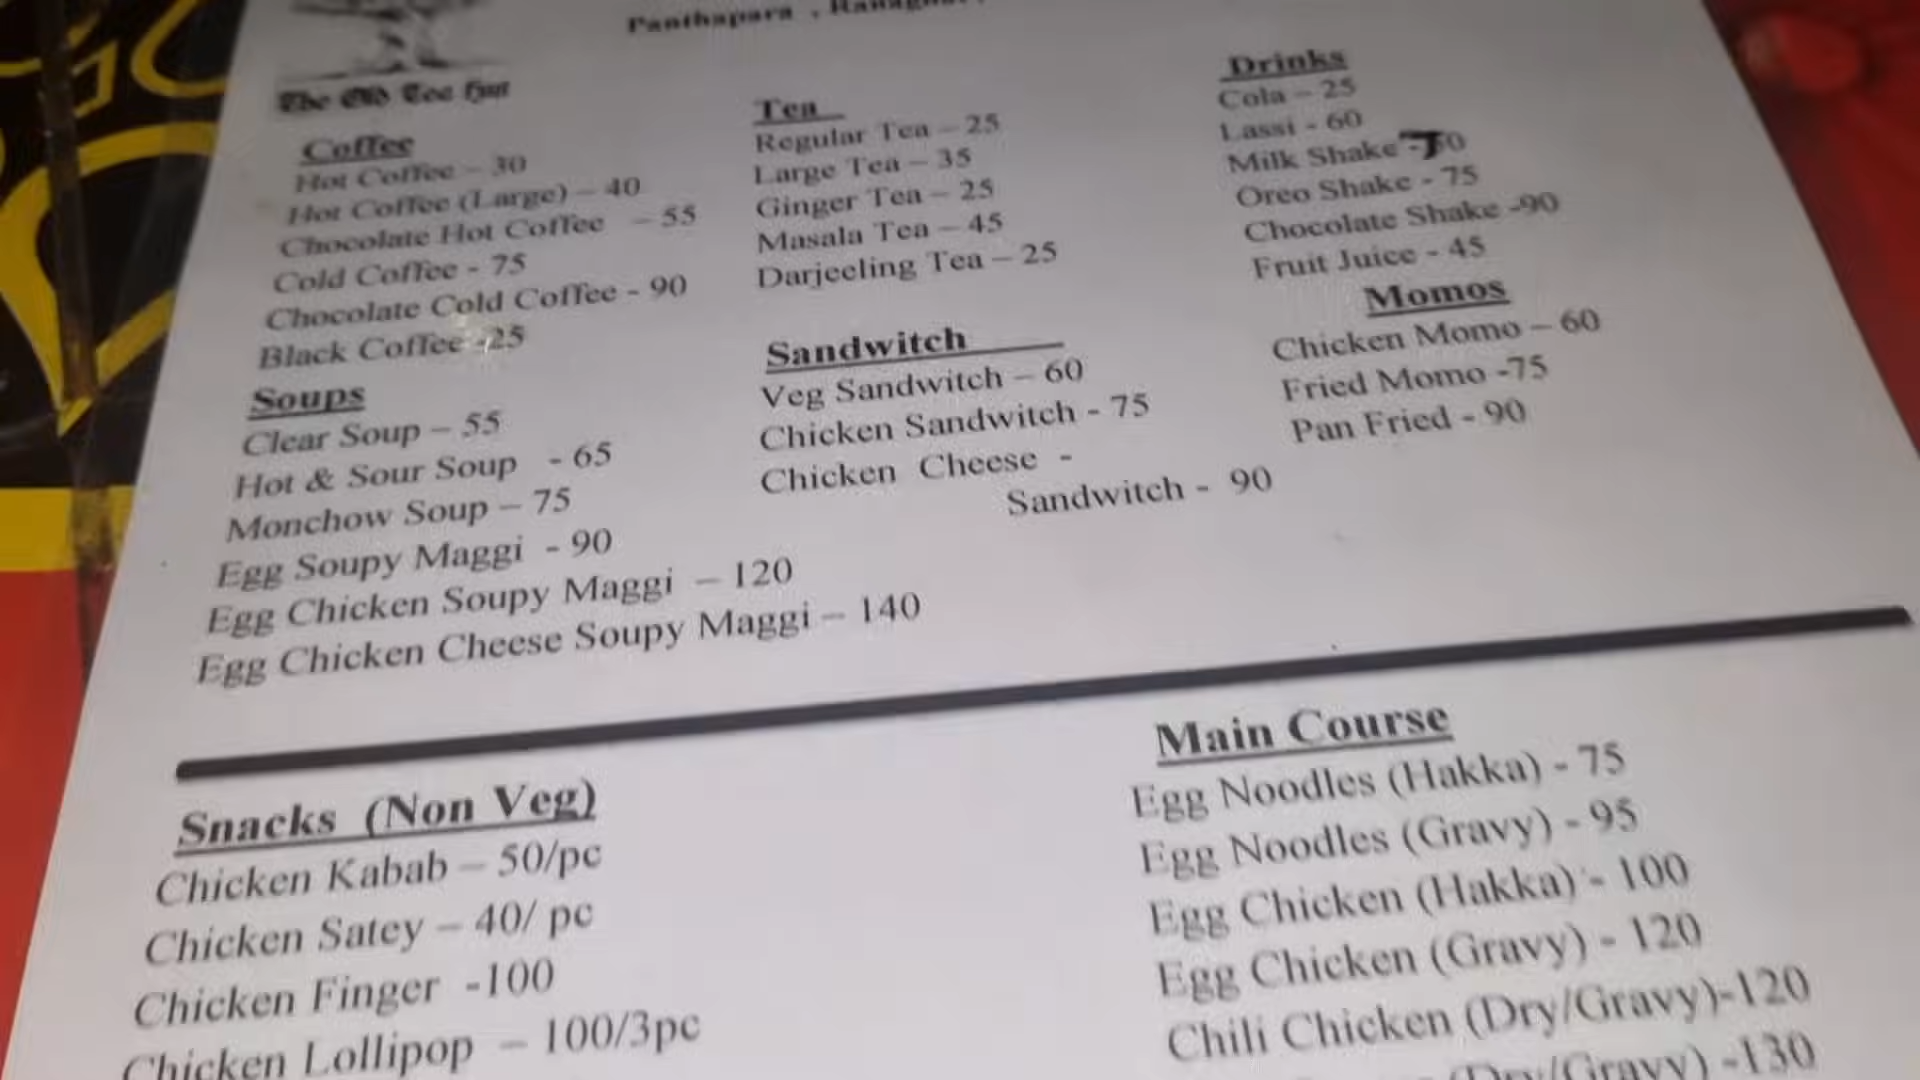 Panthapara , Ranaghat
The Old Tea Hut
Coffee
Hot Coffee – 30
Hot Coffee (Large) – 40
Chocolate Hot Coffee – 55
Cold Coffee - 75
Chocolate Cold Coffee - 90
Black Coffee -25
Soups
Clear Soup – 55
Hot & Sour Soup - 65
Monchow Soup – 75
Egg Soupy Maggi - 90
Egg Chicken Soupy Maggi – 120
Egg Chicken Cheese Soupy Maggi – 140
Tea
Regular Tea – 25
Large Tea – 35
Ginger Tea – 25
Masala Tea – 45
Darjeeling Tea – 25
Sandwitch
Veg Sandwitch – 60
Chicken Sandwitch - 75
Chicken Cheese -
Sandwitch - 90
Drinks
Cola – 25
Lassi - 60
Milk Shake -70
Oreo Shake - 75
Chocolate Shake -90
Fruit Juice - 45
Momos
Chicken Momo – 60
Fried Momo -75
Pan Fried - 90
Snacks (Non Veg)
Chicken Kabab – 50/pc
Chicken Satey – 40/ pc
Chicken Finger -100
Chicken Lollipop – 100/3pc
Main Course
Egg Noodles (Hakka) - 75
Egg Noodles (Gravy) - 95
Egg Chicken (Hakka) - 100
Egg Chicken (Gravy) - 120
Chili Chicken (Dry/Gravy)-120
(Dry/Gravy) -130